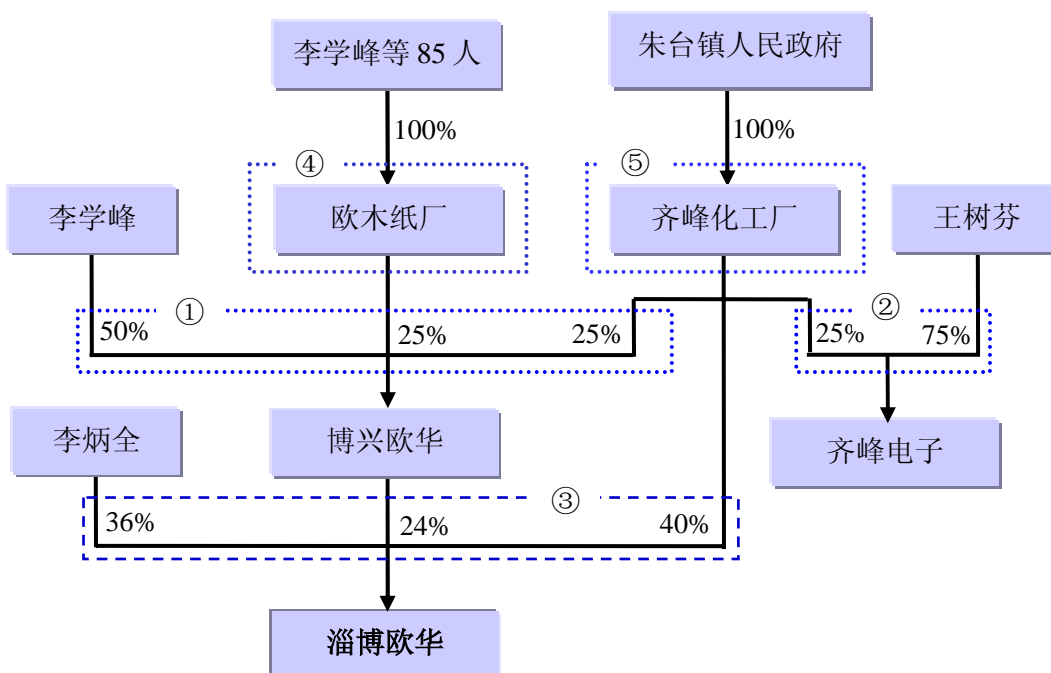 李学峰等 85 人
朱台镇人民政府
100%
100%
④
⑤
李学峰
欧木纸厂
齐峰化工厂
王树芬
①
②
50%
25%
25%
25%
75%
李炳全
博兴欧华
齐峰电子
③
36%
24%
40%
淄博欧华